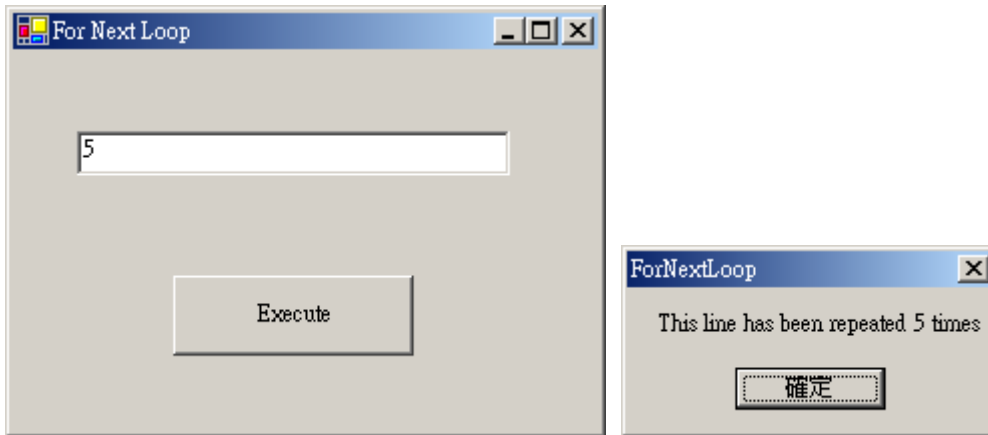 For Next Loop
5
Execute
ForNextLoop
This line has been repeated 5 times
確定